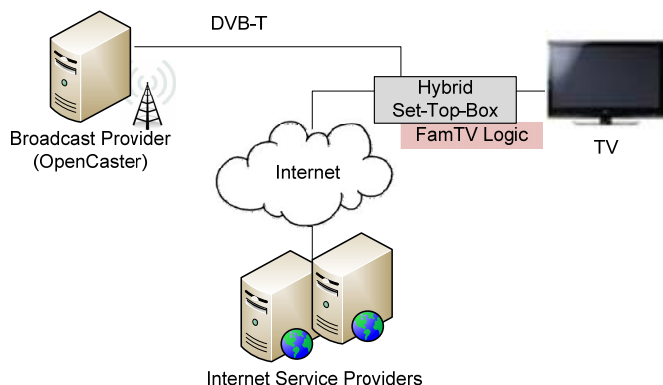 DVB-T
Hybrid
Set-Top-Box
FamTV Logic
TV
Broadcast Provider
(OpenCaster)
Internet
Internet Service Providers